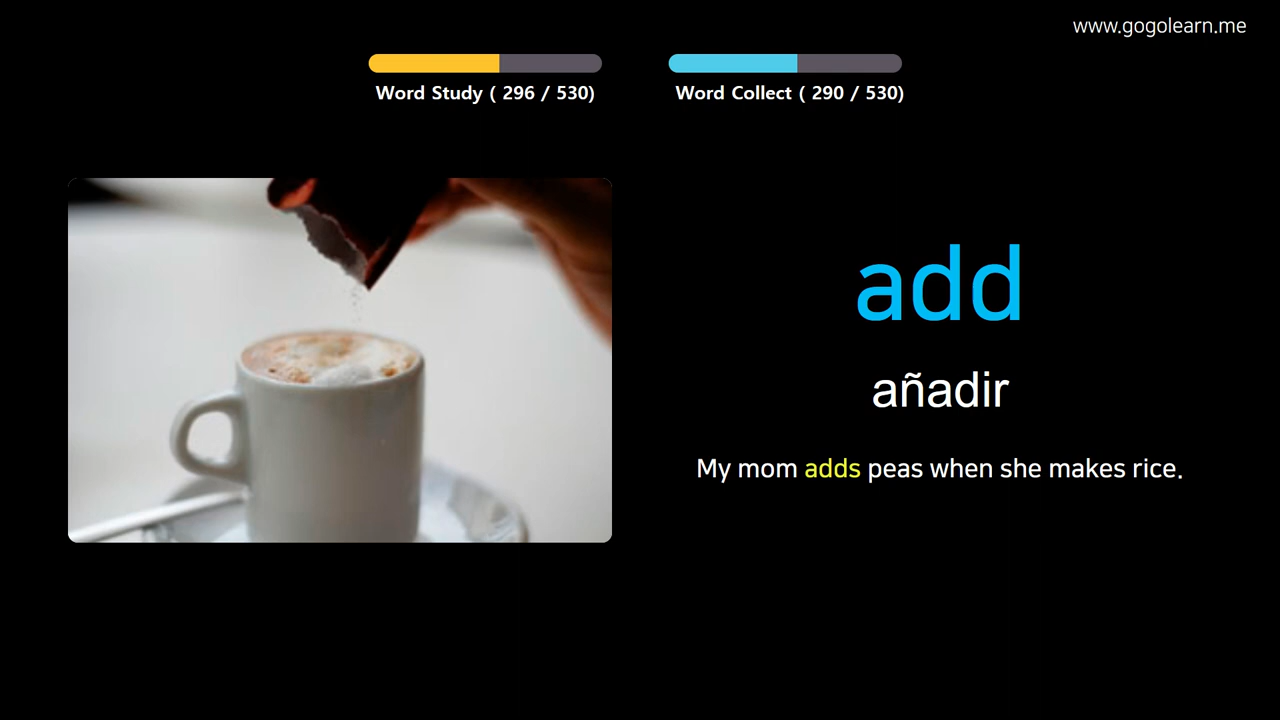 www.gogolearn.me
Word Study ( 296 / 530)
Word Collect ( 290 / 530)
add
añadir
My mom adds peas when she makes rice.